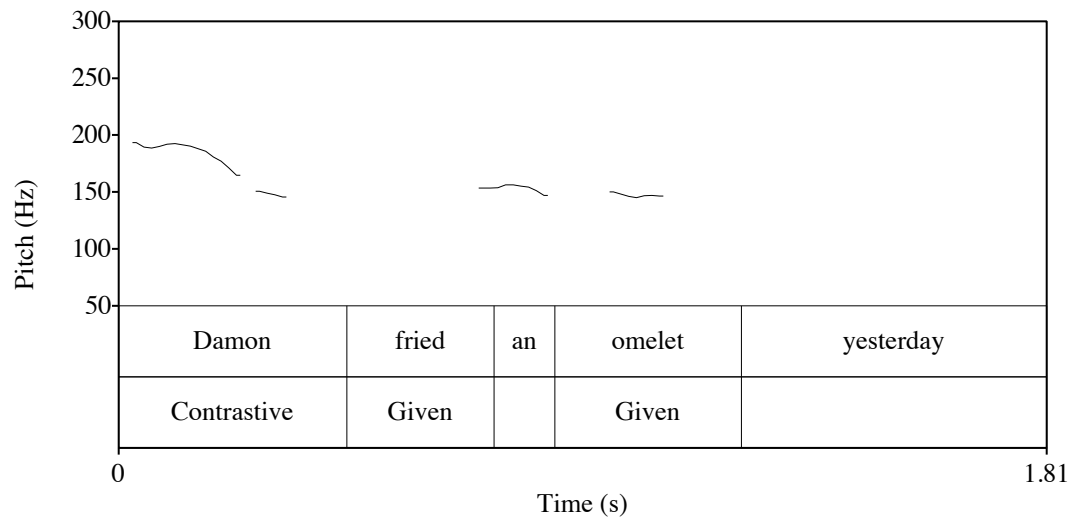 300
250
200
150
100
50
Pitch (Hz)
Damon fried an omelet yesterday
Contrastive Given Given
0 1.81
Time (s)